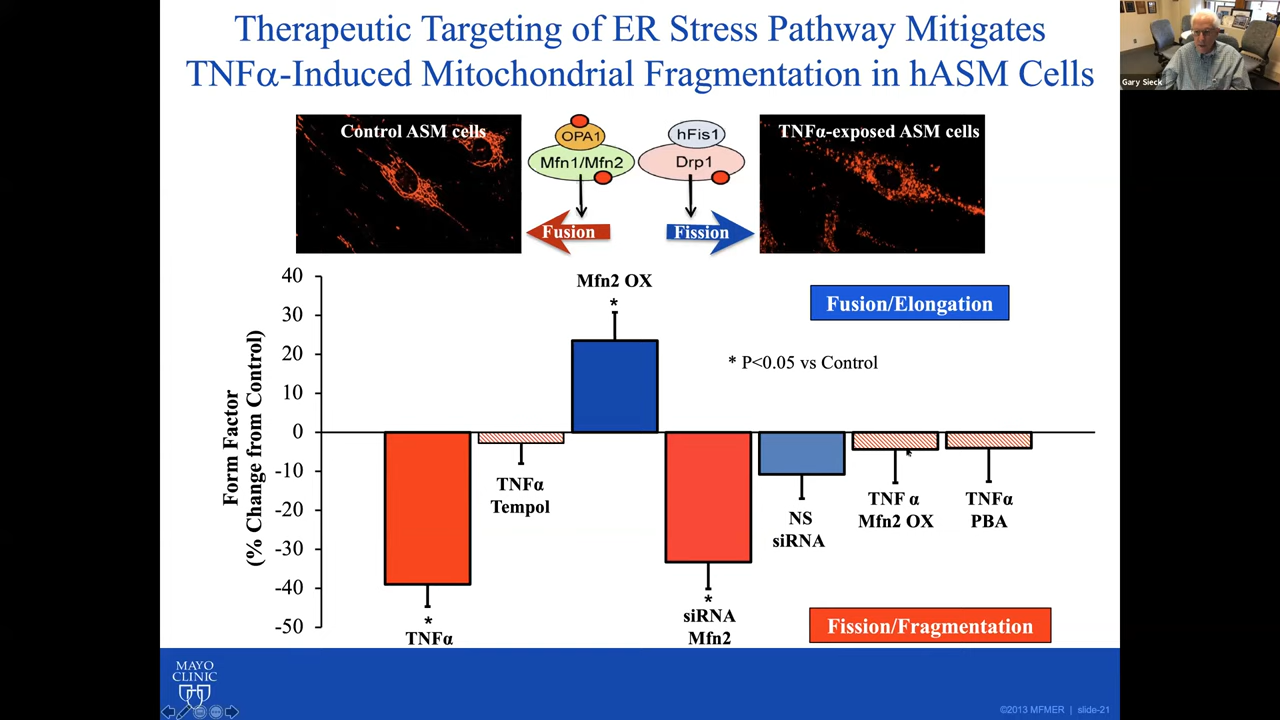 Therapeutic Targeting of ER Stress Pathway Mitigates
TNFα-Induced Mitochondrial Fragmentation in hASM Cells
Gary Sieck
Control ASM cells
OPA1
Mfn1/Mfn2
hFis1
Drp1
TNFα-exposed ASM cells
Fusion
Fission
Form Factor
(% Change from Control)
40
30
20
10
0
-10
-20
-30
-40
-50
Mfn2 OX
*
Fusion/Elongation
* P<0.05 vs Control
TNFα
Tempol
NS
siRNA
TNF α
Mfn2 OX
TNFα
PBA
*
TNFα
*
siRNA
Mfn2
Fission/Fragmentation
MAYO
CLINIC
©2013 MFMER | slide-21